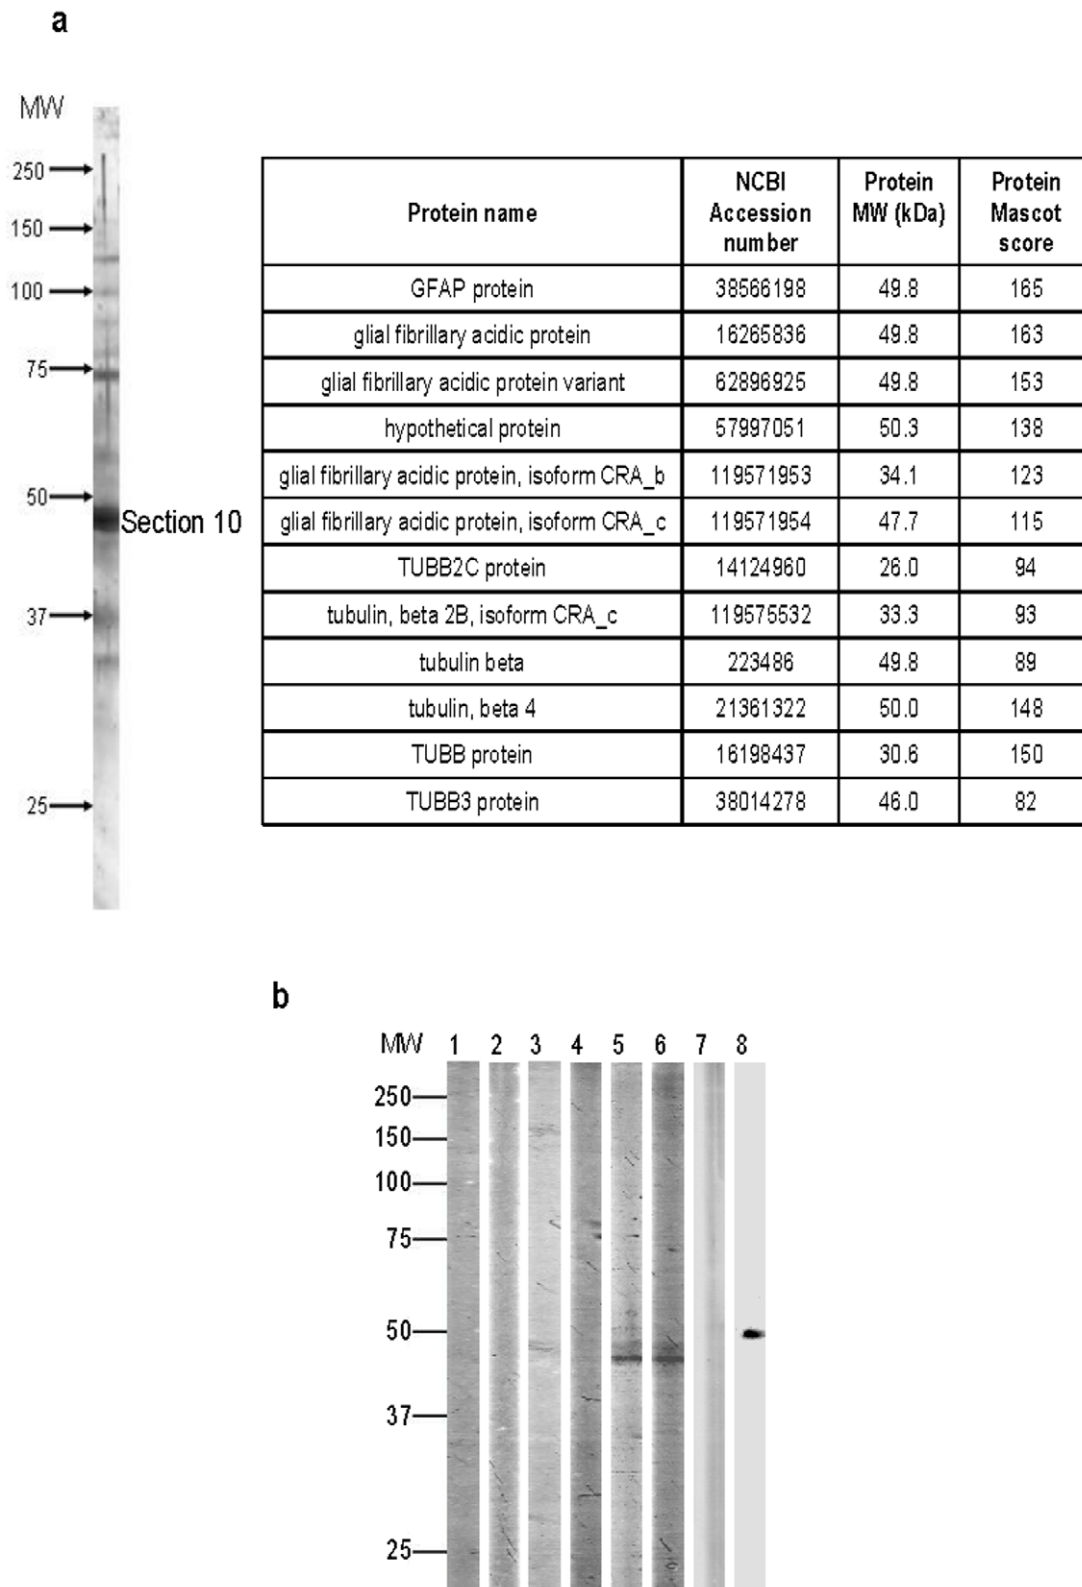 a
MW
250
150
100
75
50
Section 10
37
25
Protein name NCBI Accession number Protein MW (kDa) Protein Mascot score
GFAP protein 38566198 49.8 165
glial fibrillary acidic protein 16265836 49.8 163
glial fibrillary acidic protein variant 62896925 49.8 153
hypothetical protein 57997051 50.3 138
glial fibrillary acidic protein, isoform CRA_b 119571953 34.1 123
glial fibrillary acidic protein, isoform CRA_c 119571954 47.7 115
TUBB2C protein 14124960 26.0 94
tubulin, beta 2B, isoform CRA_c 119575532 33.3 93
tubulin beta 223486 49.8 89
tubulin, beta 4 21361322 50.0 148
TUBB protein 16198437 30.6 150
TUBB3 protein 38014278 46.0 82
b
MW 1 2 3 4 5 6 7 8
250
150
100
75
50
37
25